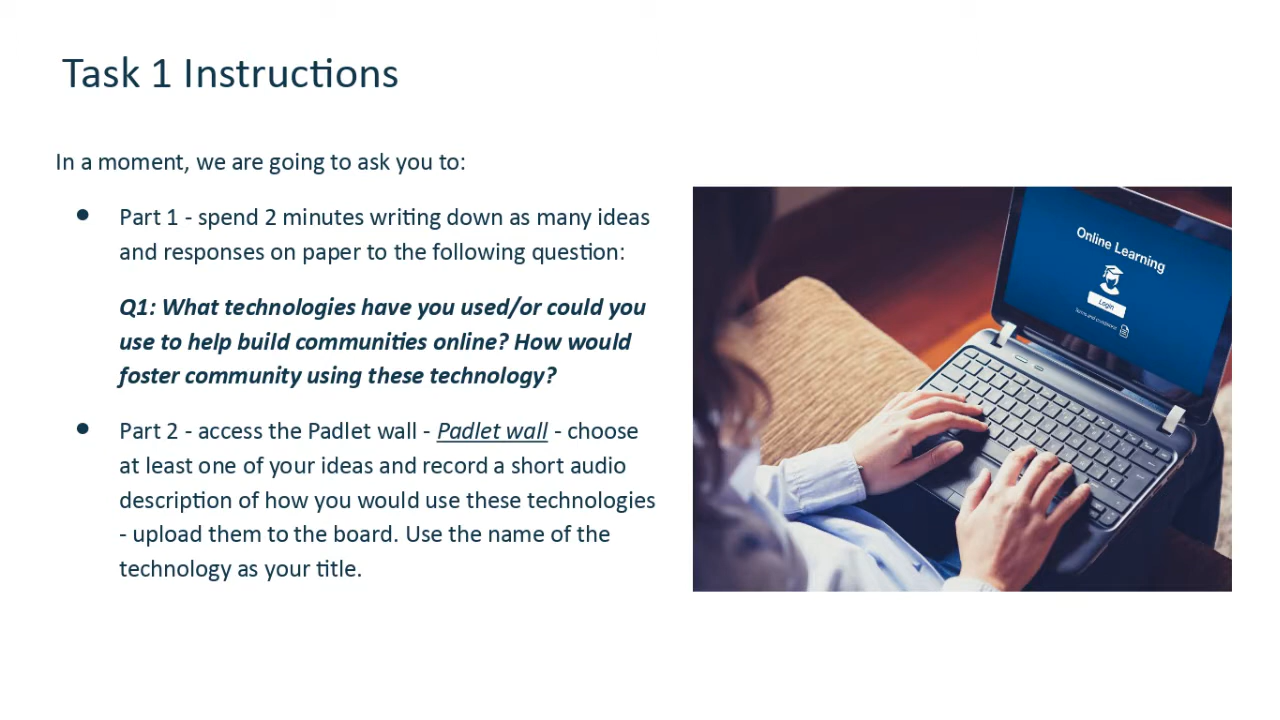 Task 1 Instructions
In a moment, we are going to ask you to:
● Part 1 - spend 2 minutes writing down as many ideas
and responses on paper to the following question:
Q1: What technologies have you used/or could you
use to help build communities online? How would
foster community using these technology?
● Part 2 - access the Padlet wall - Padlet wall - choose
at least one of your ideas and record a short audio
description of how you would use these technologies
- upload them to the board. Use the name of the
technology as your title.
Online Learning
Login